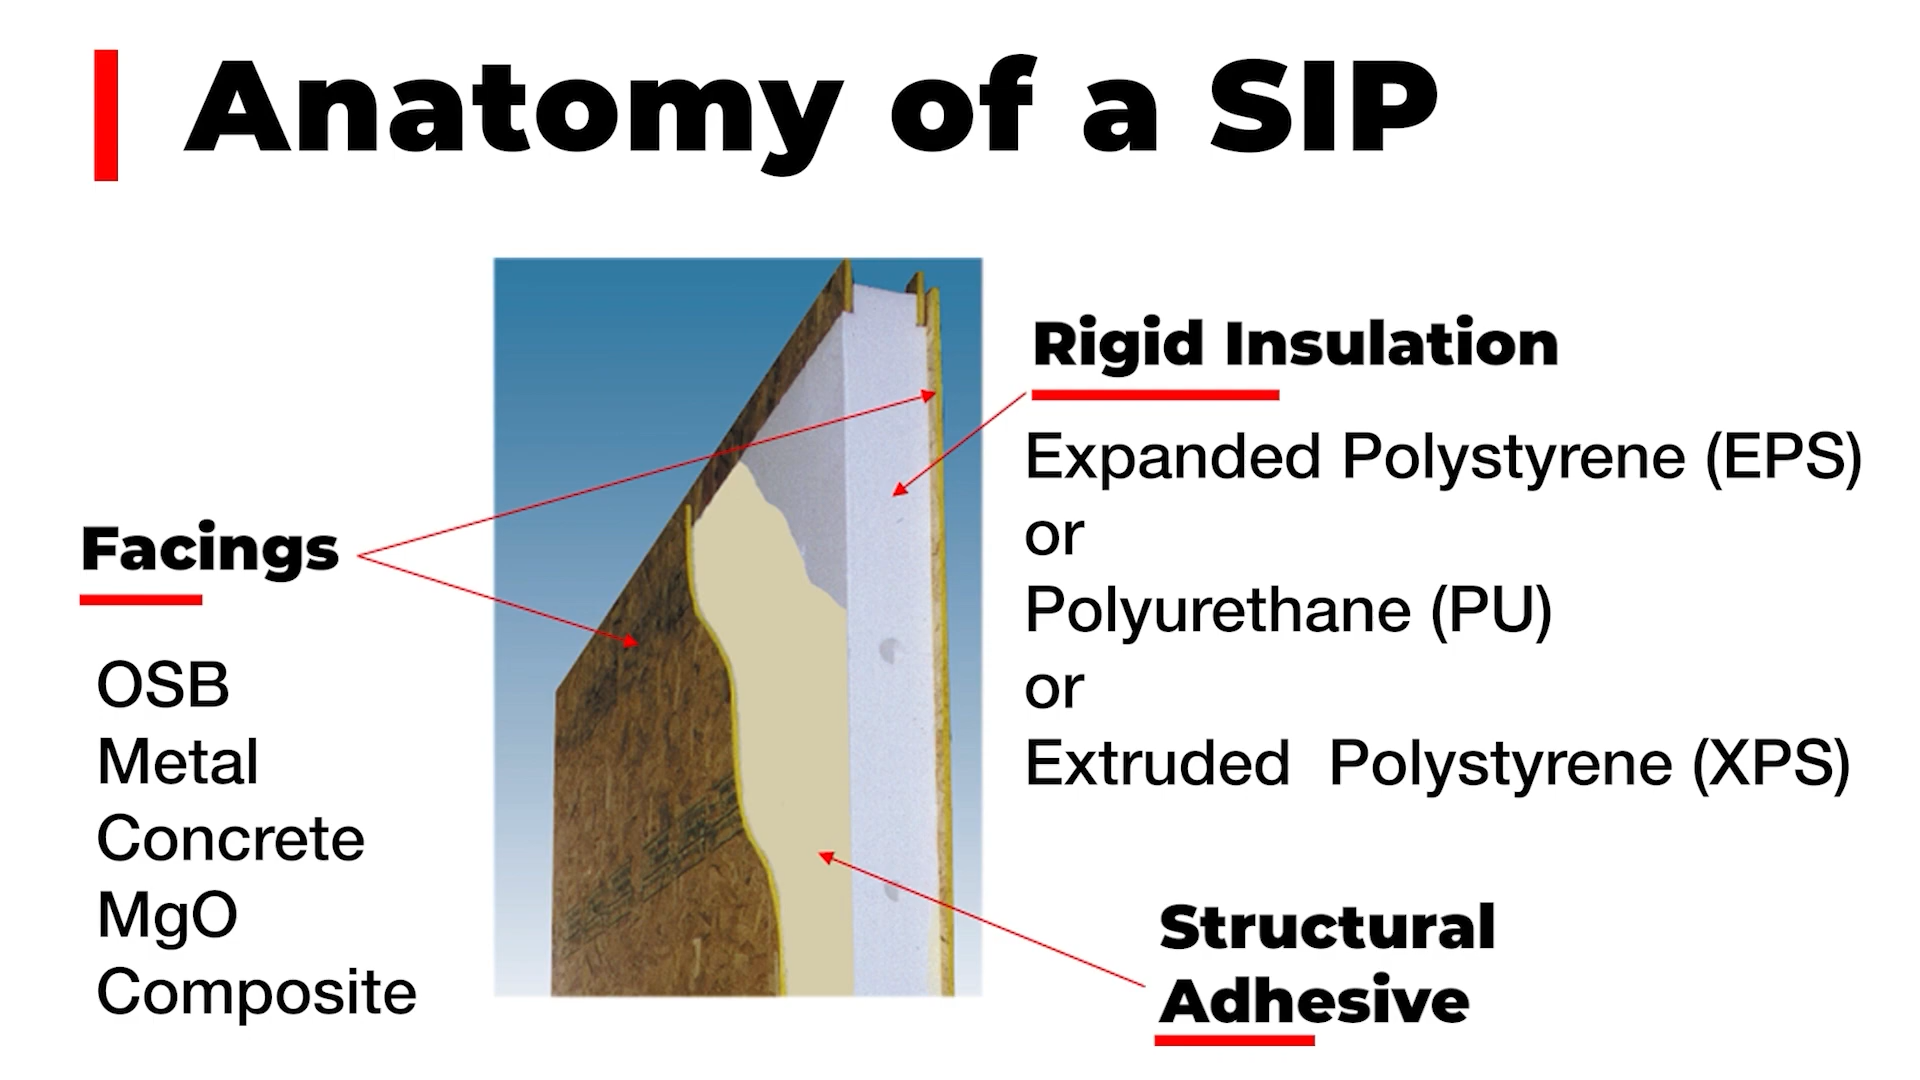 Anatomy of a SIP
Facings
OSB
Metal
Concrete
MgO
Composite
Rigid Insulation
Expanded Polystyrene (EPS)
or
Polyurethane (PU)
or
Extruded Polystyrene (XPS)
Structural
Adhesive